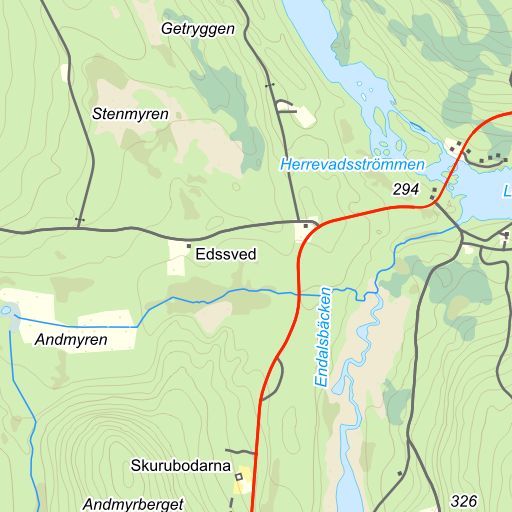 Getryggen
Stenmyren
Herrevadsströmmen
294
L
Edssved
Endalsbäcken
Andmyren
Skurubodarna
Andmyrberget
326